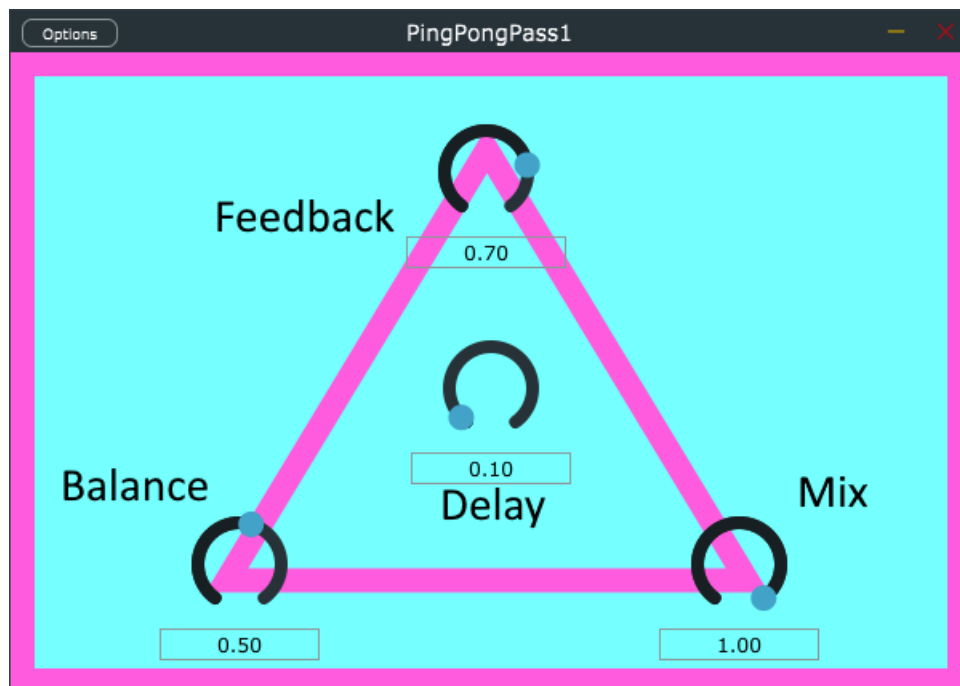 Options
PingPongPass1
Feedback
0.70
0.10
Delay
Balance
0.50
Mix
1.00